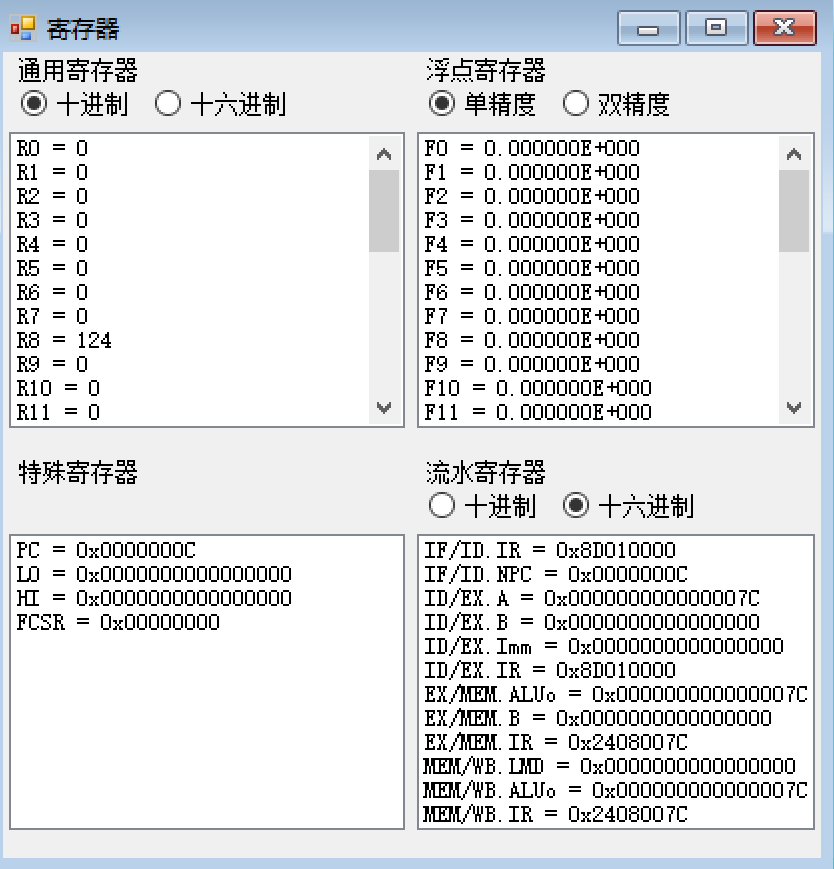 寄存器
通用寄存器
十进制 十六进制
R0 = 0
R1 = 0
R2 = 0
R3 = 0
R4 = 0
R5 = 0
R6 = 0
R7 = 0
R8 = 124
R9 = 0
R10 = 0
R11 = 0
浮点寄存器
单精度 双精度
F0 = 0.000000E+000
F1 = 0.000000E+000
F2 = 0.000000E+000
F3 = 0.000000E+000
F4 = 0.000000E+000
F5 = 0.000000E+000
F6 = 0.000000E+000
F7 = 0.000000E+000
F8 = 0.000000E+000
F9 = 0.000000E+000
F10 = 0.000000E+000
F11 = 0.000000E+000
特殊寄存器
PC = 0x0000000C
LO = 0x0000000000000000
HI = 0x0000000000000000
FCSR = 0x00000000
流水寄存器
十进制 十六进制
IF/ID.IR = 0x8D010000
IF/ID.NPC = 0x0000000C
ID/EX.A = 0x000000000000007C
ID/EX.B = 0x0000000000000000
ID/EX.Imm = 0x0000000000000000
ID/EX.IR = 0x8D010000
EX/MEM.ALUo = 0x000000000000007C
EX/MEM.B = 0x0000000000000000
EX/MEM.IR = 0x2408007C
MEM/WB.LMD = 0x0000000000000000
MEM/WB.ALUo = 0x000000000000007C
MEM/WB.IR = 0x2408007C